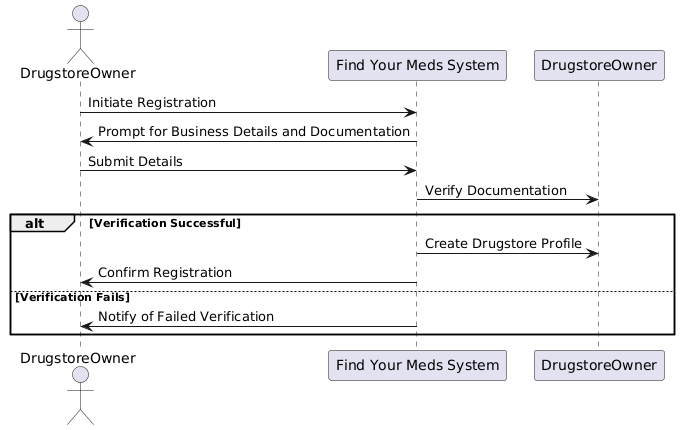 DrugstoreOwner
Find Your Meds System
DrugstoreOwner
Initiate Registration
Prompt for Business Details and Documentation
Submit Details
Verify Documentation
alt
[Verification Successful]
Create Drugstore Profile
Confirm Registration
[Verification Fails]
Notify of Failed Verification
DrugstoreOwner
Find Your Meds System
DrugstoreOwner